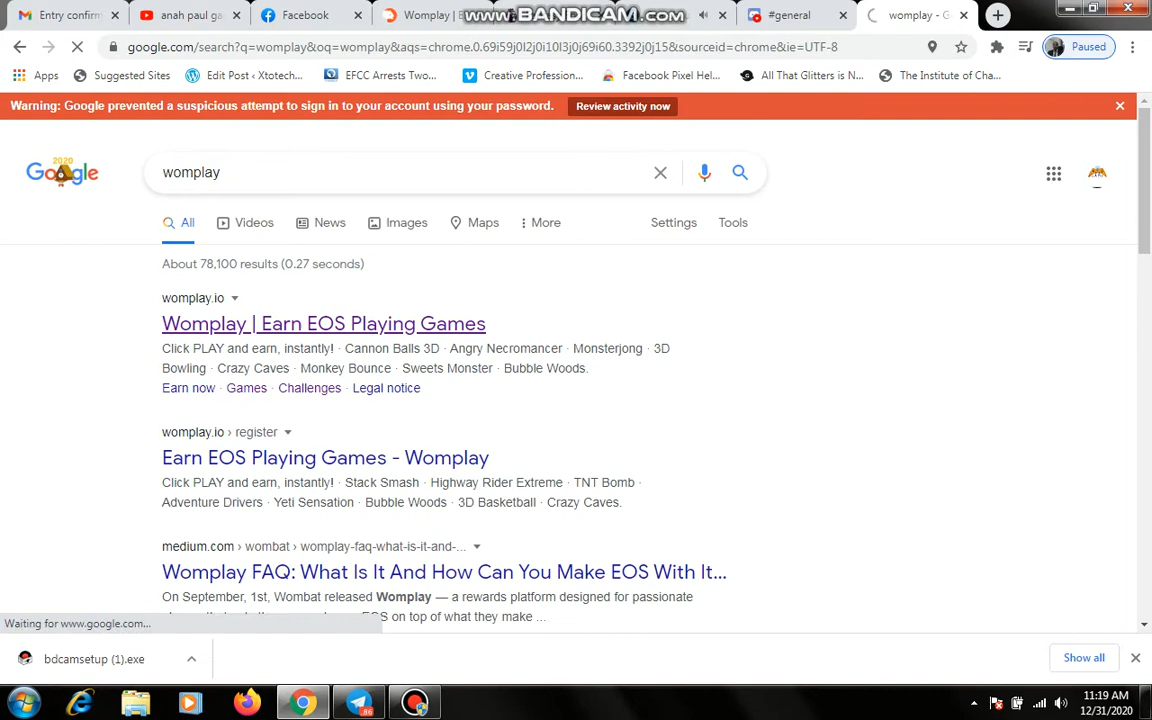 Entry confirm
anah paul ga
Facebook
Womplay | E
www.BANDICAM.com
#general
womplay - G
google.com/search?q=womplay&oq=womplay&aqs=chrome.0.69i59j0l2j0i10l3j0j69i60.3392j0j15&sourceid=chrome&ie=UTF-8
Paused
Apps
Suggested Sites
Edit Post ‹ Xtotech...
EFCC Arrests Two...
Creative Profession...
Facebook Pixel Hel...
All That Glitters is N...
The Institute of Cha...
Warning: Google prevented a suspicious attempt to sign in to your account using your password.
Review activity now
2020
Google
womplay
All
Videos
News
Images
Maps
More
Settings
Tools
About 78,100 results (0.27 seconds)
womplay.io
Womplay | Earn EOS Playing Games
Click PLAY and earn, instantly! · Cannon Balls 3D · Angry Necromancer · Monsterjong · 3D
Bowling · Crazy Caves · Monkey Bounce · Sweets Monster · Bubble Woods.
Earn now · Games · Challenges · Legal notice
womplay.io › register
Earn EOS Playing Games - Womplay
Click PLAY and earn, instantly! · Stack Smash · Highway Rider Extreme · TNT Bomb ·
Adventure Drivers · Yeti Sensation · Bubble Woods · 3D Basketball · Crazy Caves.
medium.com › wombat › womplay-faq-what-is-it-and-...
Womplay FAQ: What Is It And How Can You Make EOS With It...
On September, 1st, Wombat released Womplay — a rewards platform designed for passionate
EOS on top of what they make ...
Waiting for www.google.com...
bdcamsetup (1).exe
Show all
86
11:19 AM
12/31/2020